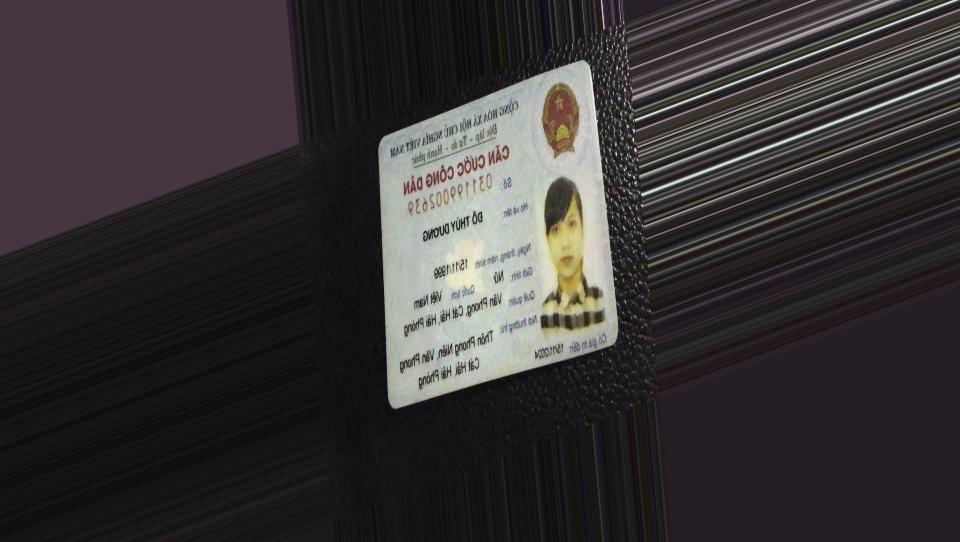 CỘNG HÒA XÃ HỘI CHỦ NGHĨA VIỆT NAM
Độc lập - Tự do - Hạnh phúc
CĂN CƯỚC CÔNG DÂN
Số: 031199002639
Họ và tên:
ĐỖ THÙY DƯƠNG
Ngày, tháng, năm sinh: 15/11/1999
Giới tính: Nữ Quốc tịch: Việt Nam
Quê quán: Văn Phong, Cát Hải, Hải Phòng
Nơi thường trú: Thôn Phong Niên, Văn Phong
Cát Hải, Hải Phòng
Có giá trị đến: 15/11/2024